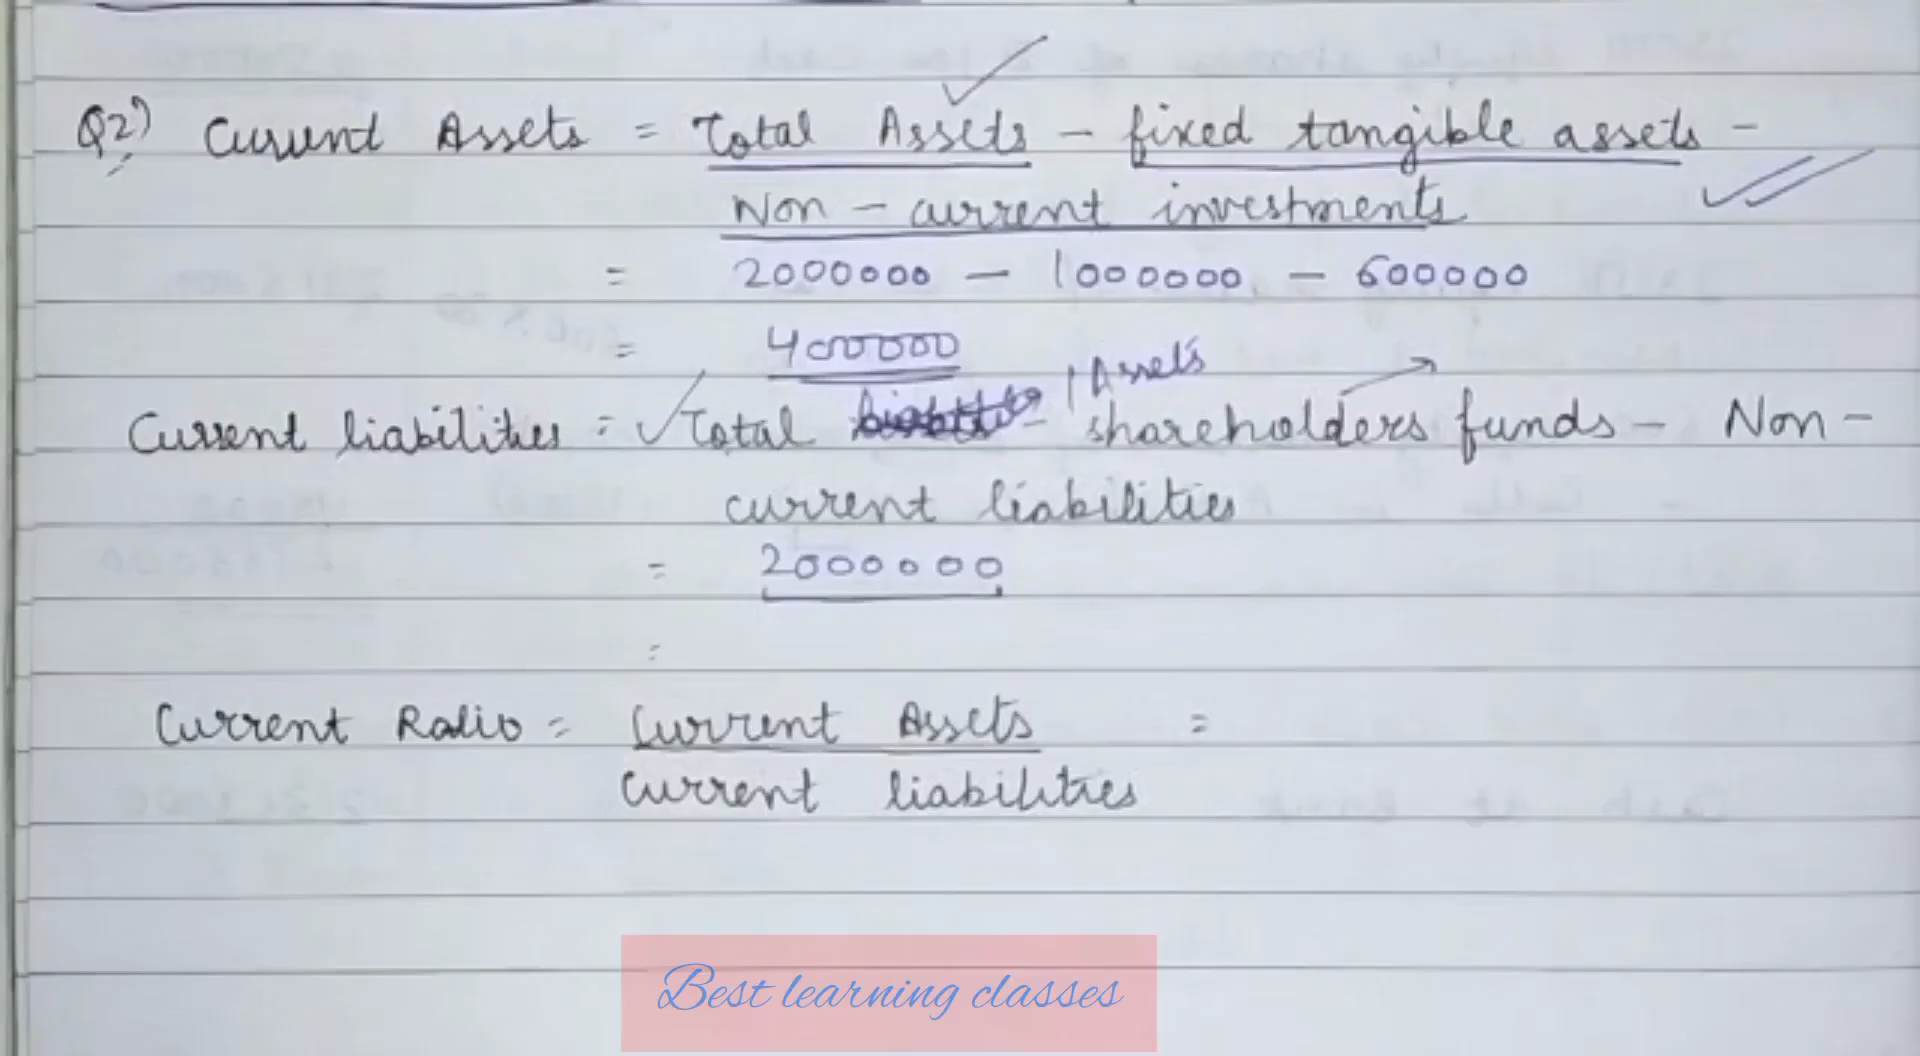 Q2) Current Assets = Total Assets - fixed tangible assets -
Non - current investments
= 2000000 - 1000000 - 600000
= 400000
Assets
Current liabilities = Total - shareholders funds - Non -
current liabilities
= 2000000
=
Current Ratio = Current Assets =
Current liabilities
Best learning classes